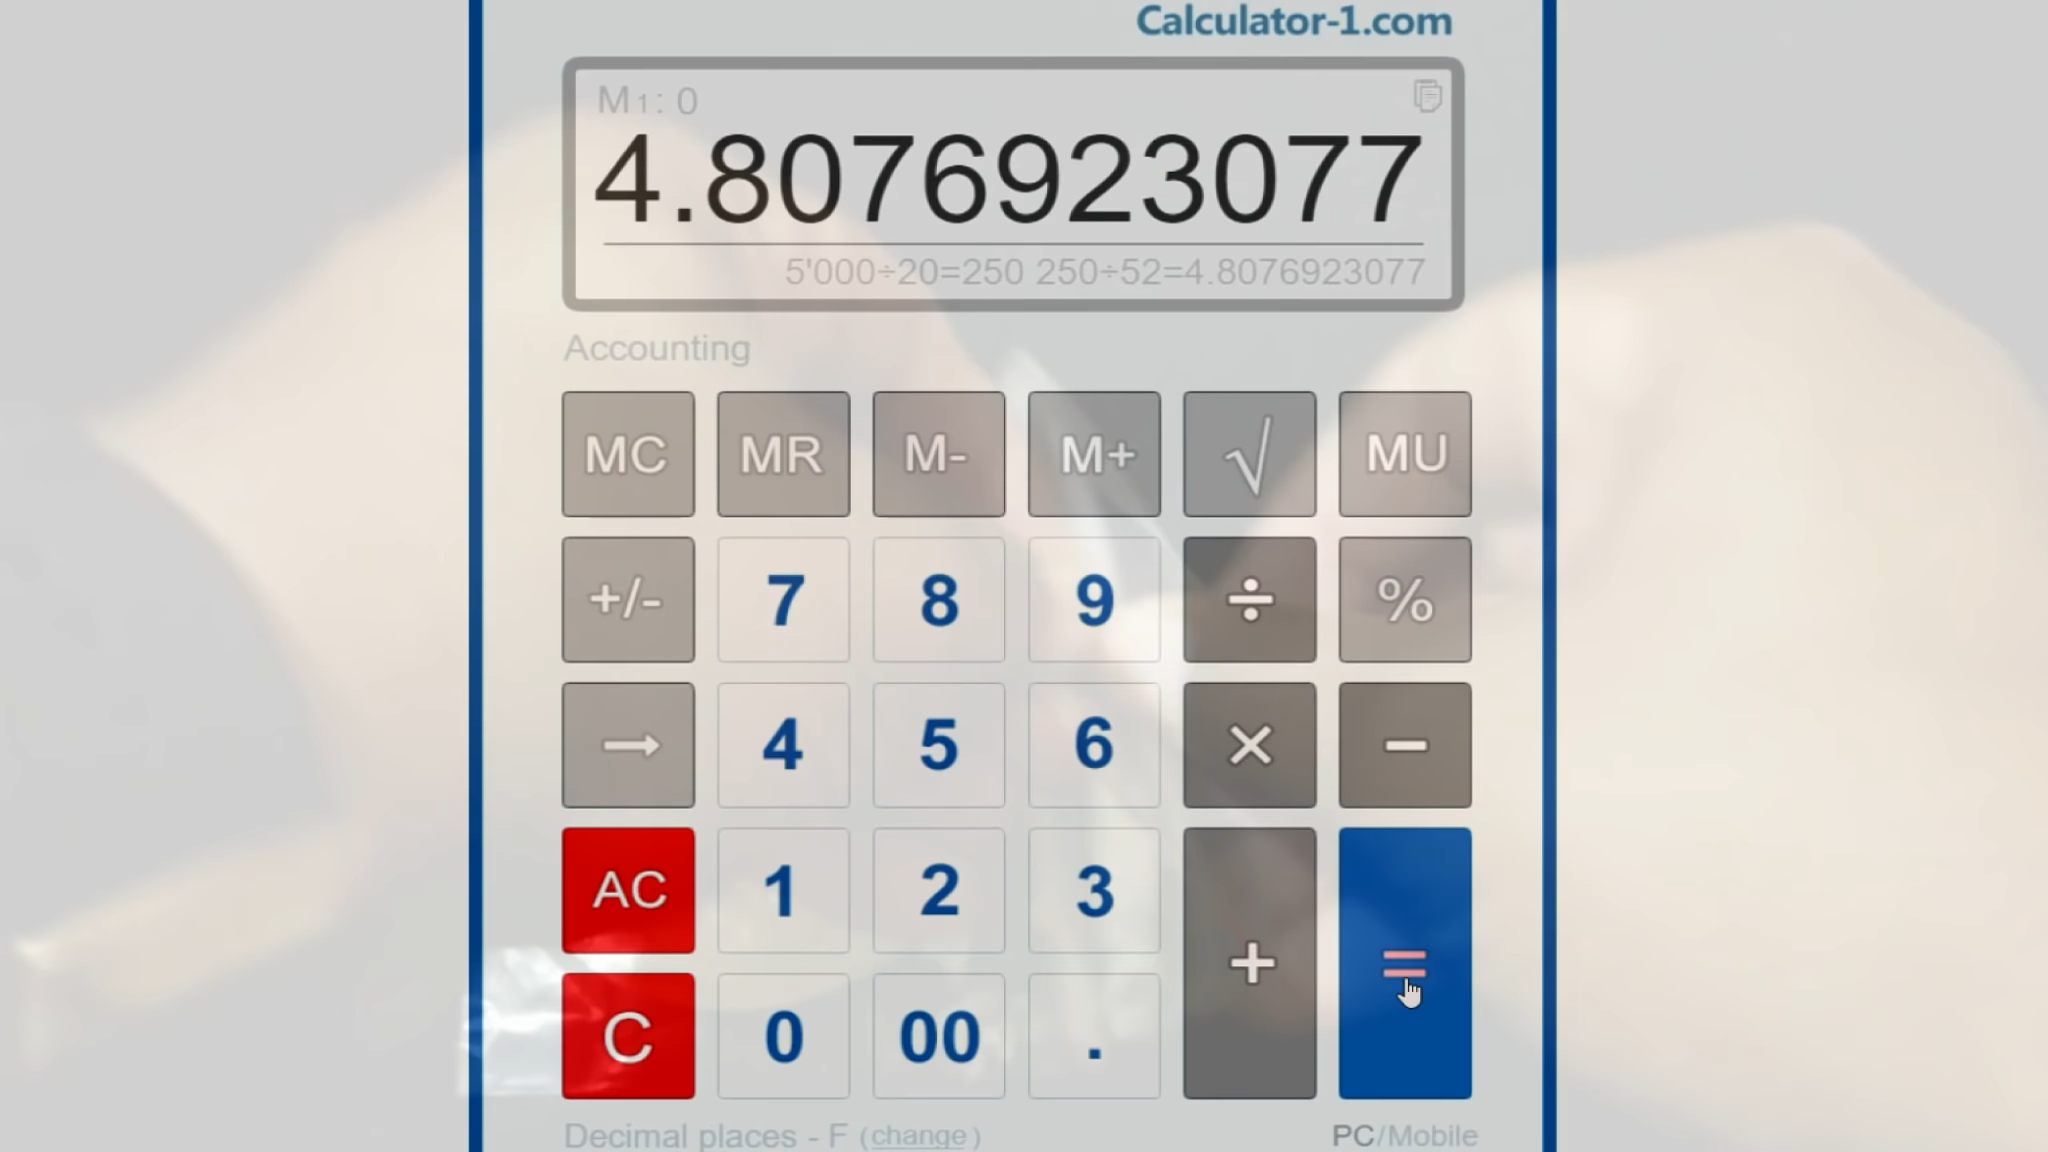 Calculator-1.com
M1: 0
4.8076923077
5'000÷20=250 250÷52=4.8076923077
Accounting
MC MR M- M+ √ MU
+/- 7 8 9 ÷ %
→ 4 5 6 × −
AC 1 2 3 + =
C 0 00 .
Decimal places - F (change) PC/Mobile